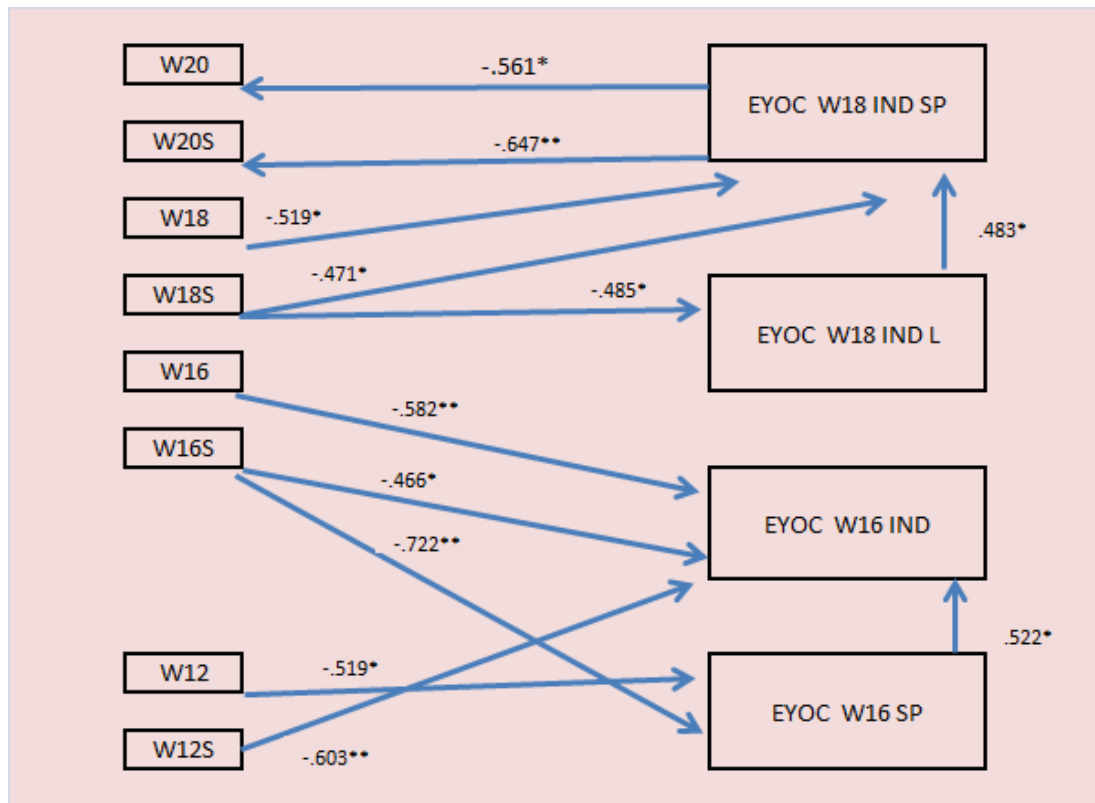 W20
-.561*
EYOC W18 IND SP
W20S
-.647**
W18
-.519*
.483*
W18S
-.471*
-.485*
EYOC W18 IND L
W16
-.582**
W16S
-.466*
EYOC W16 IND
-.722**
.522*
W12
-.519*
EYOC W16 SP
W12S
-.603**